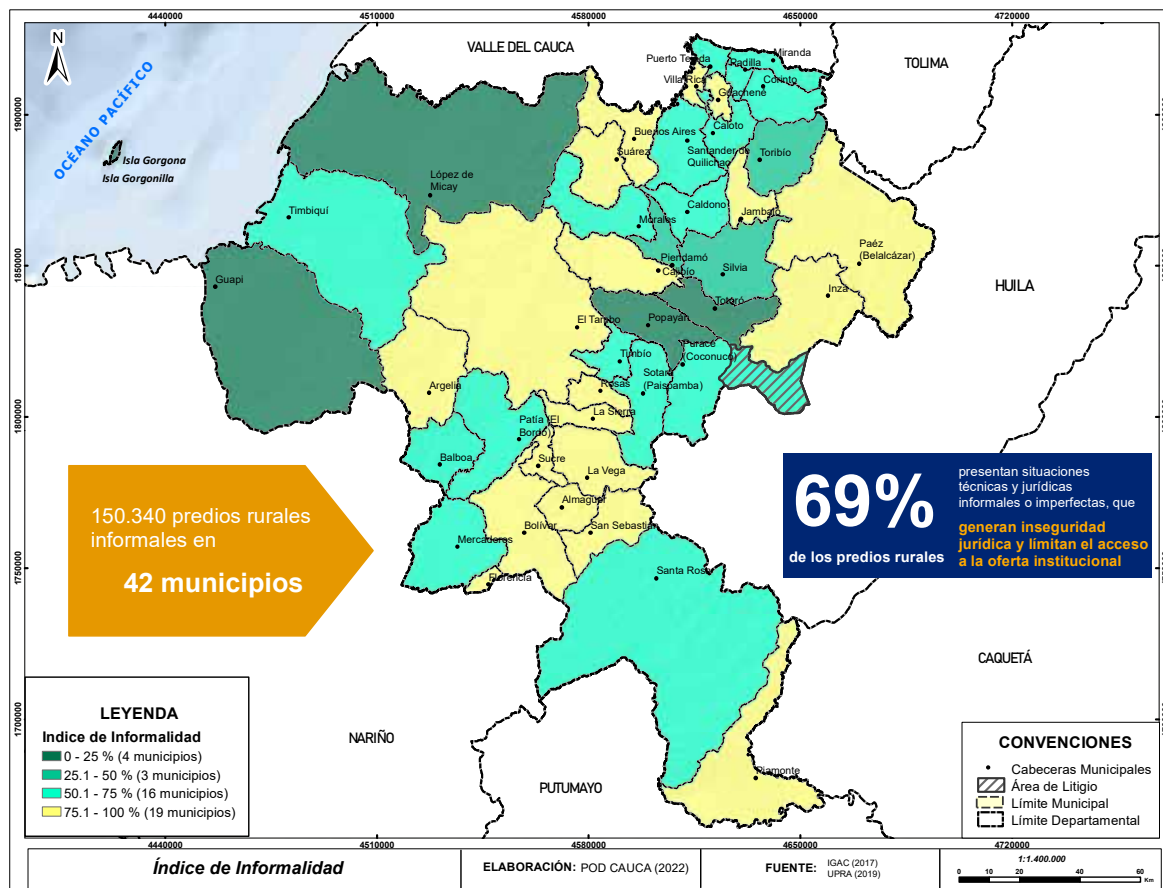 4440000 4510000 4580000 4650000 4720000
N
OCÉANO PACÍFICO
Isla Gorgona
Isla Gorgonilla
VALLE DEL CAUCA
TOLIMA
HUILA
CAQUETÁ
PUTUMAYO
NARIÑO
1900000
1850000
1800000
1750000
1700000
Puerto Tejada
Padilla
Miranda
Villa Rica
Corinto
Guachené
Buenos Aires
Caloto
Suárez
Santander de
Quilichao
Toribío
López de
Micay
Timbiquí
Guapi
Morales
Caldono
Jambaló
Páez
(Belalcázar)
Piendamó
Cajibío
Silvia
Inza
Totoró
El Tambo
Popayán
Puracé
(Coconuco)
Timbío
Sotará
(Paispamba)
Rosas
Argelia
La Sierra
Patía (El
Bordo)
Balboa
Sucre
La Vega
Almaguer
Bolívar
San Sebastián
Mercaderes
Florencia
Santa Rosa
Piamonte
150.340 predios rurales
informales en
42 municipios
69%
de los predios rurales
presentan situaciones
técnicas y jurídicas
informales o imperfectas, que
generan inseguridad
jurídica y límitan el acceso
a la oferta institucional
LEYENDA
Indice de Informalidad
0 - 25 % (4 municipios)
25.1 - 50 % (3 municipios)
50.1 - 75 % (16 municipios)
75.1 - 100 % (19 municipios)
CONVENCIONES
Cabeceras Municipales
Área de Litigio
Límite Municipal
Límite Departamental
4440000 4510000 4580000 4650000 4720000
Índice de Informalidad
ELABORACIÓN: POD CAUCA (2022)
FUENTE: IGAC (2017)
UPRA (2019)
1:1.400.000
0 10 20 40 60
Km